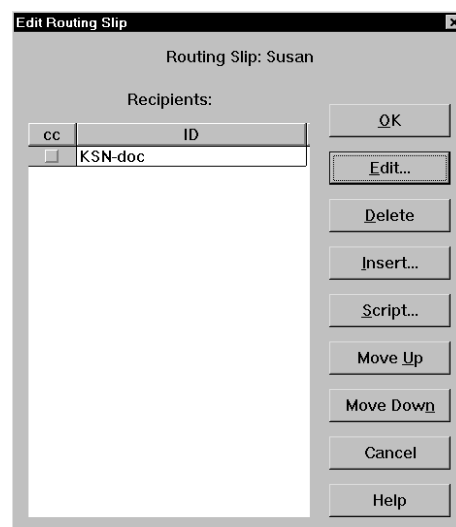 Edit Routing Slip
Routing Slip: Susan
Recipients:
cc ID
KSN-doc
OK
Edit...
Delete
Insert...
Script...
Move Up
Move Down
Cancel
Help